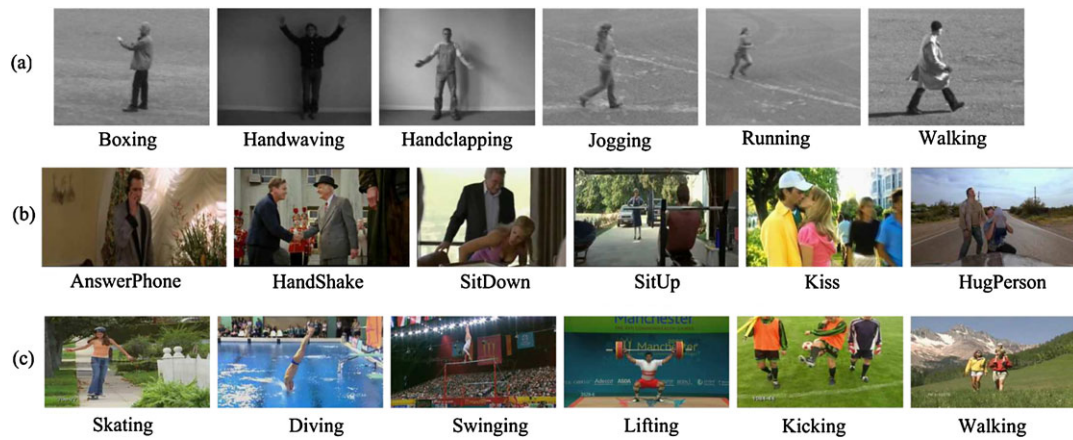 (a)
Boxing Handwaving Handclapping Jogging Running Walking
(b)
AnswerPhone HandShake SitDown SitUp Kiss HugPerson
Manchester
Manchester
(c)
Skating Diving Swinging Lifting Kicking Walking